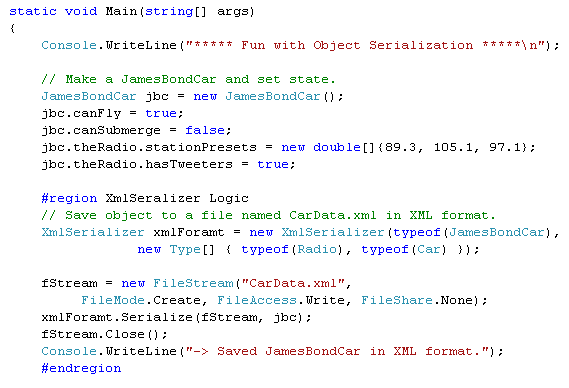 static void Main(string[] args)
{
Console.WriteLine("***** Fun with Object Serialization *****\n");
// Make a JamesBondCar and set state.
JamesBondCar jbc = new JamesBondCar();
jbc.canFly = true;
jbc.canSubmerge = false;
jbc.theRadio.stationPresets = new double[]{89.3, 105.1, 97.1};
jbc.theRadio.hasTweeters = true;
#region XmlSeralizer Logic
// Save object to a file named CarData.xml in XML format.
XmlSerializer xmlForamt = new XmlSerializer(typeof(JamesBondCar),
new Type[] { typeof(Radio), typeof(Car) });
fStream = new FileStream("CarData.xml",
FileMode.Create, FileAccess.Write, FileShare.None);
xmlForamt.Serialize(fStream, jbc);
fStream.Close();
Console.WriteLine("-> Saved JamesBondCar in XML format.");
#endregion